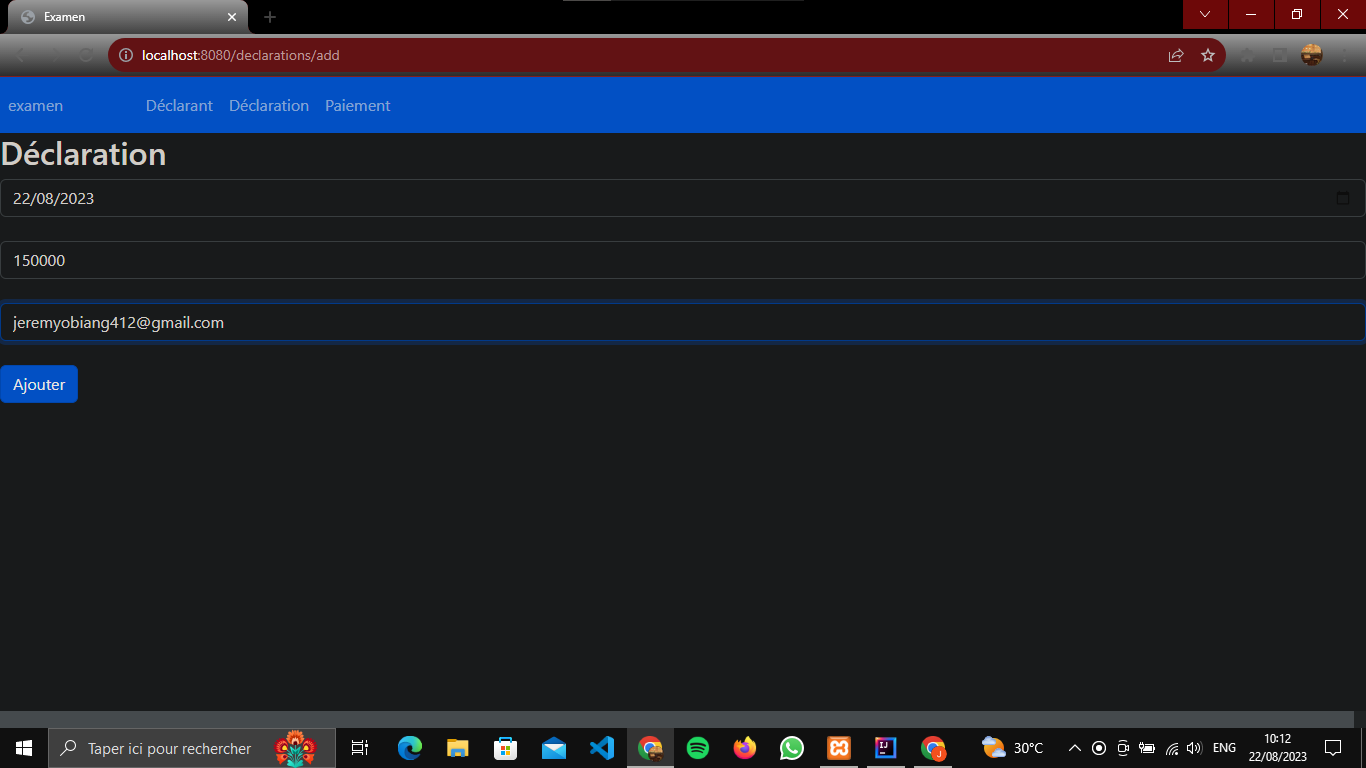 Examen
localhost:8080/declarations/add
examen Déclarant Déclaration Paiement
Déclaration
22/08/2023
150000
jeremyobiang412@gmail.com
Ajouter
Taper ici pour rechercher
30°C
ENG
10:12
22/08/2023
IJ
J